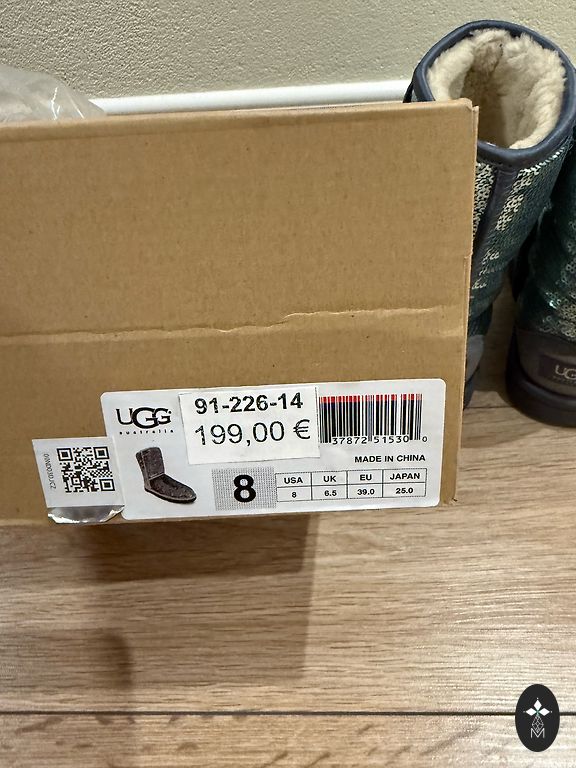 UGG
australia
91-226-14
199,00 €
37872 51530 0
MADE IN CHINA
8
USA UK EU JAPAN
8 6.5 39.0 25.0
UGG
M